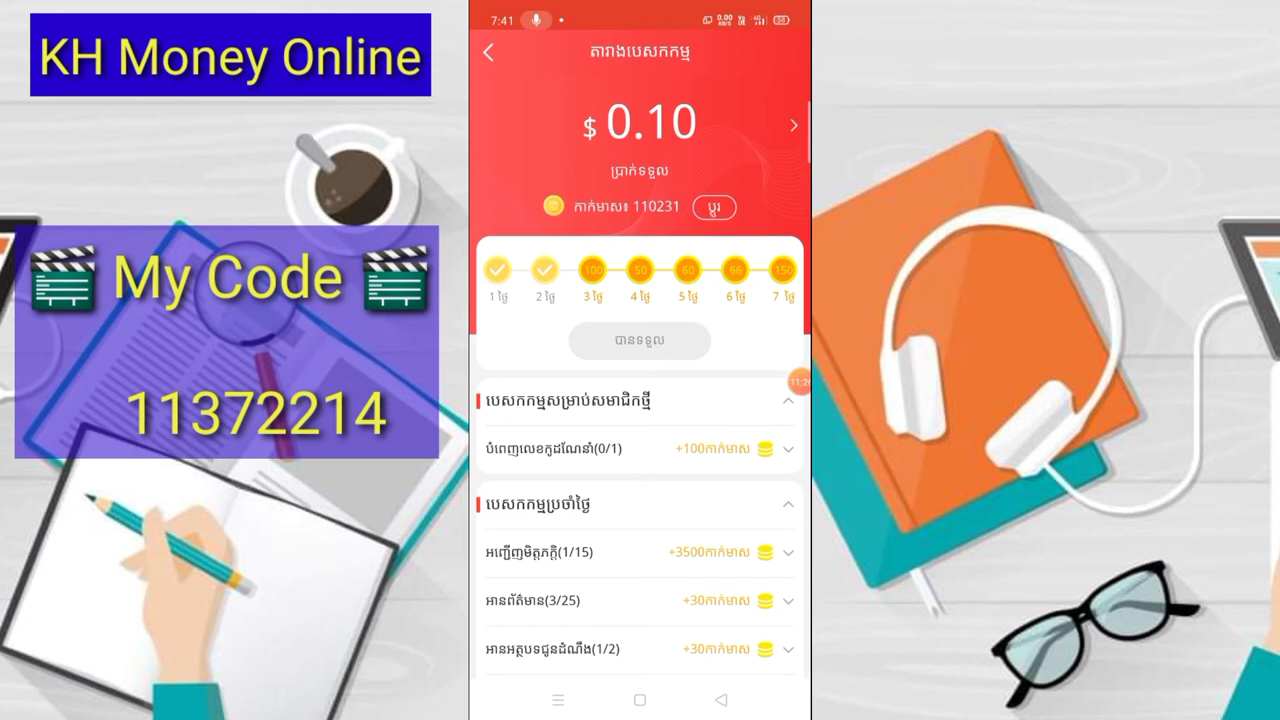 KH Money Online
My Code
11372214
7:41
0.00 KB/S
4G
58
តារាងបេសកកម្ម
$ 0.10
ប្រាក់ទទួល
កាក់មាស៖ 110231 ប្តូរ
100 50 60 66 150
1 ថ្ងៃ 2 ថ្ងៃ 3 ថ្ងៃ 4 ថ្ងៃ 5 ថ្ងៃ 6 ថ្ងៃ 7 ថ្ងៃ
បានទទួល
បេសកកម្មសម្រាប់សមាជិកថ្មី
បំពេញលេខកូដណែនាំ(0/1) +100កាក់មាស
បេសកកម្មប្រចាំថ្ងៃ
អញ្ជើញមិត្តភក្តិ(1/15) +3500កាក់មាស
អានព័ត៌មាន(3/25) +30កាក់មាស
អានអត្ថបទជូនដំណឹង(1/2) +30កាក់មាស